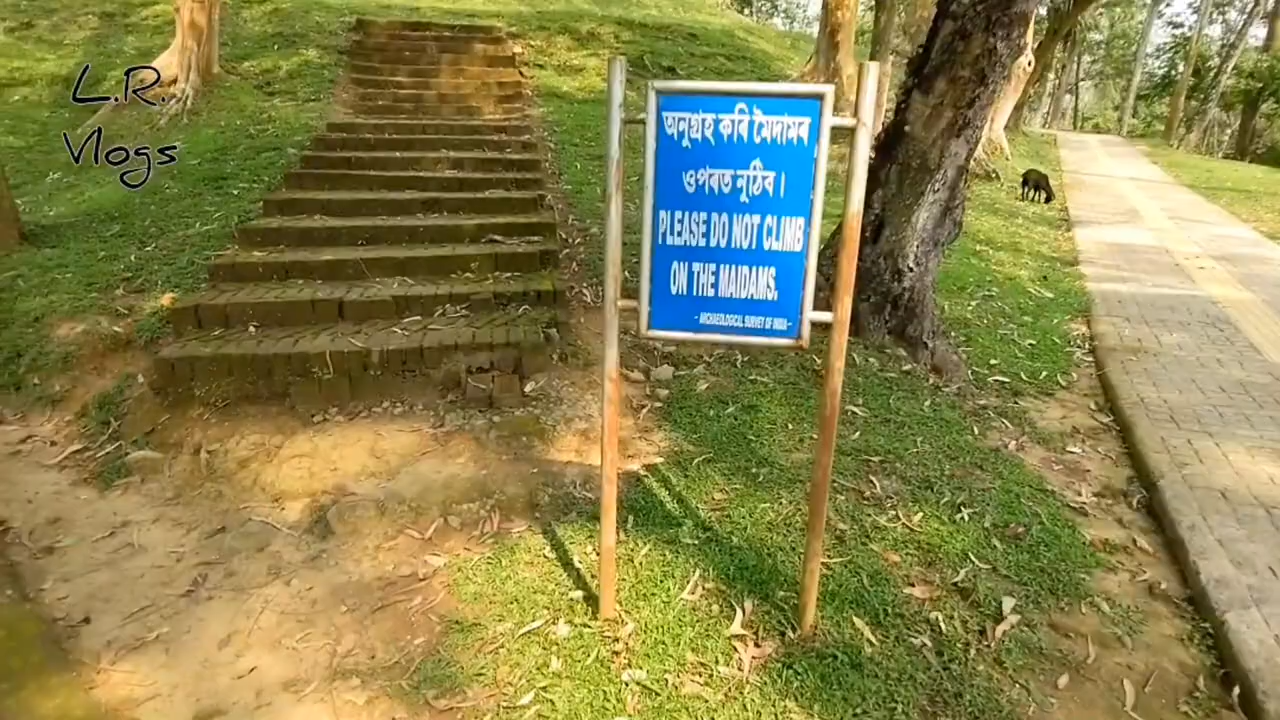 L.R.
Vlogs
অনুগ্ৰহ কৰি মৈদামৰ
ওপৰত নুঠিব।
PLEASE DO NOT CLIMB
ON THE MAIDAMS.
- ARCHAEOLOGICAL SURVEY OF INDIA -